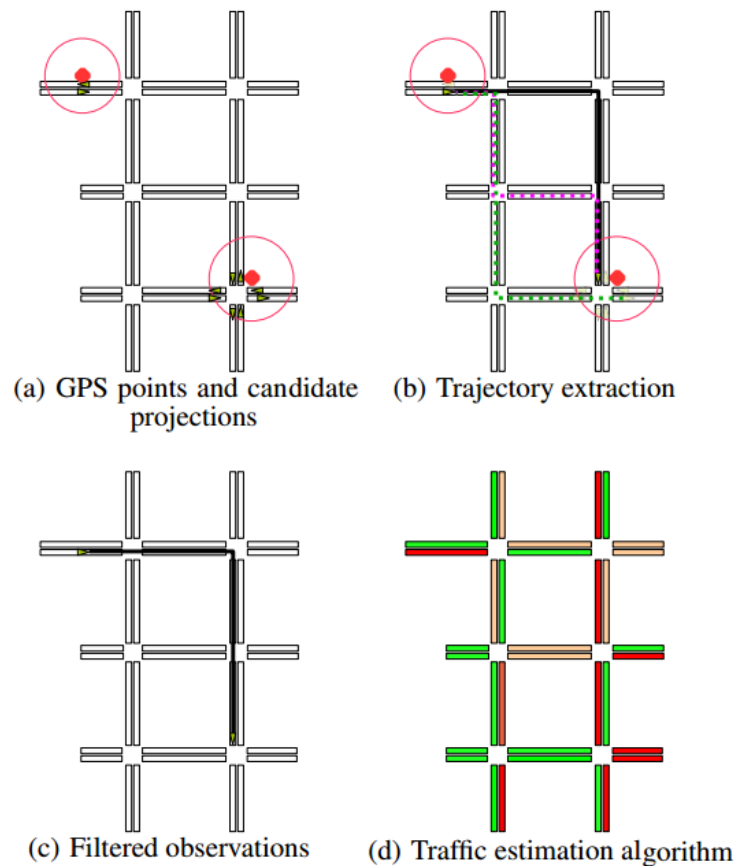 (a) GPS points and candidate
projections
(b) Trajectory extraction
(c) Filtered observations
(d) Traffic estimation algorithm